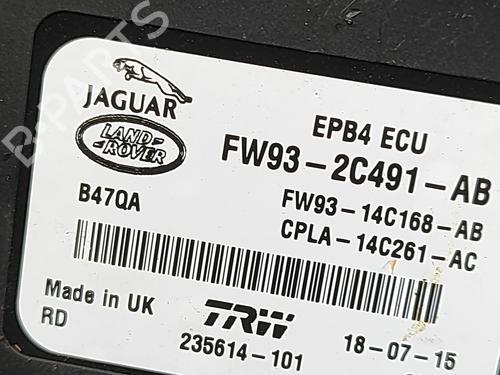 JAGUAR
LAND
ROVER
EPB4 ECU
FW93-2C491-AB
B47QA
FW93-14C168-AB
CPLA-14C261-AC
Made in UK
RD
TRW
235614-101
18-07-15
B-PARTS